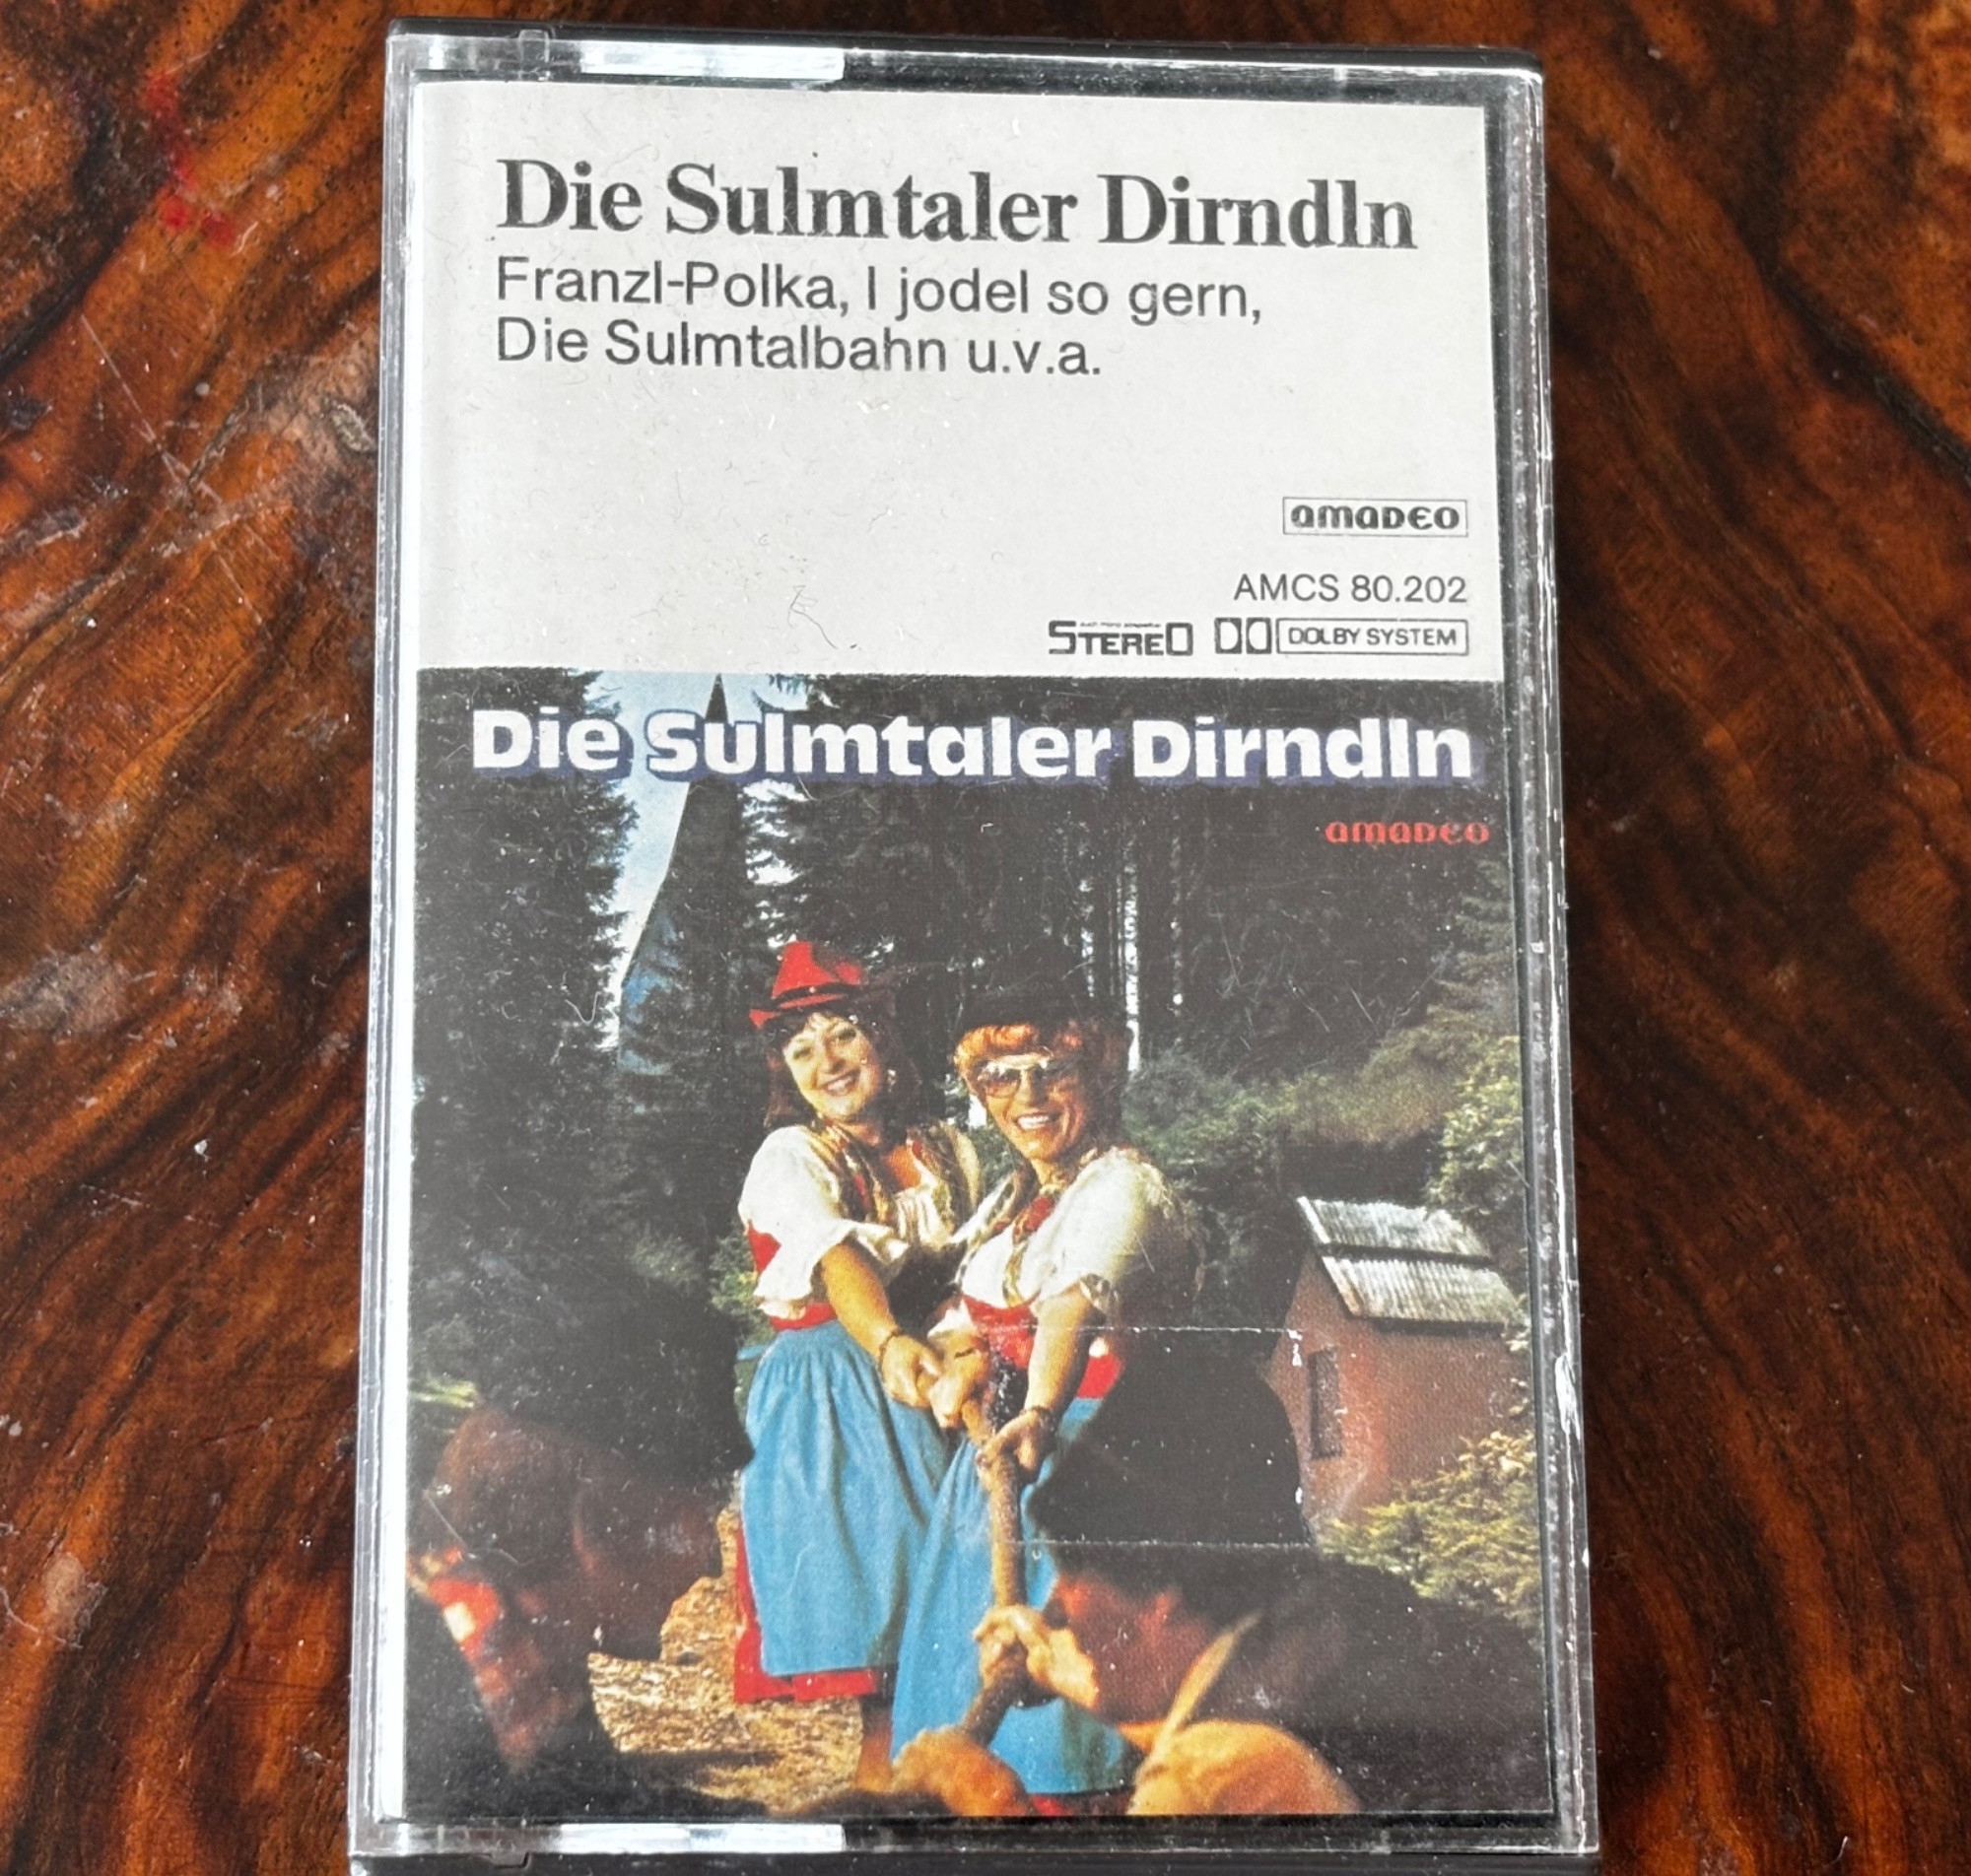 Die Sulmtaler Dirndln
Franzl-Polka, I jodel so gern,
Die Sulmtalbahn u.v.a.
amadeo
AMCS 80.202
STEREO DOLBY SYSTEM
Die Sulmtaler Dirndln
amadeo